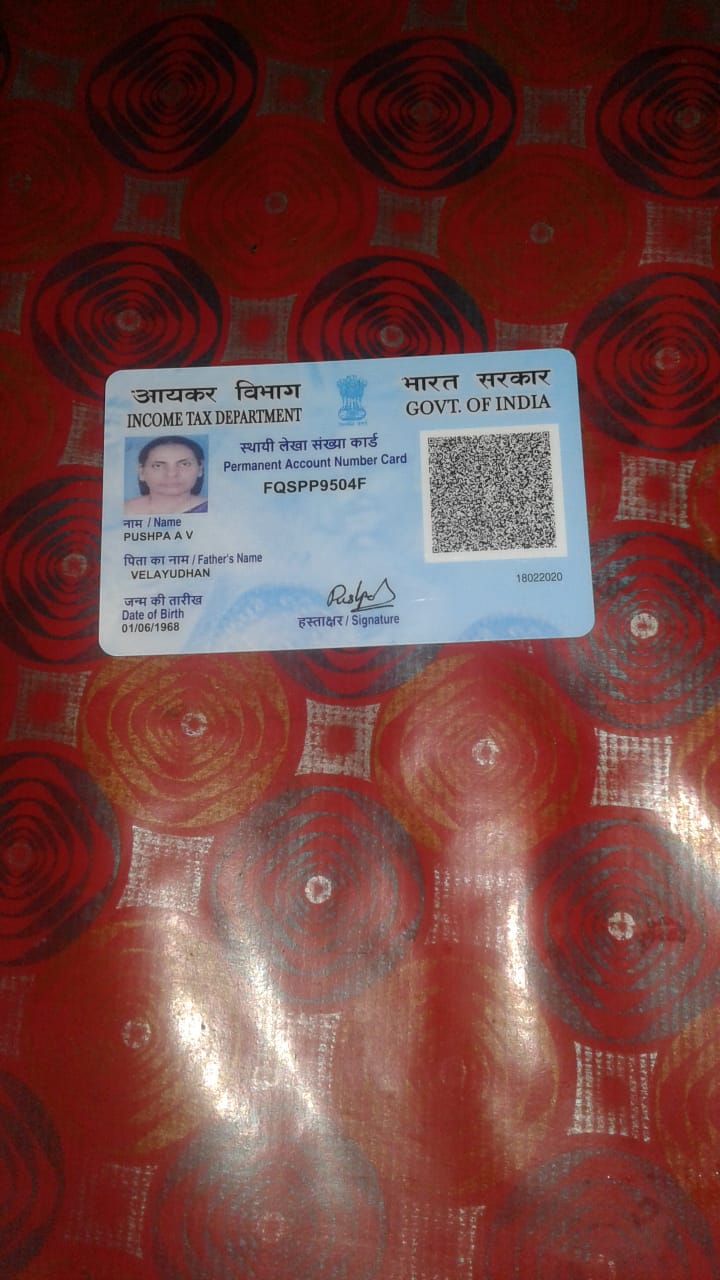 आयकर विभाग
INCOME TAX DEPARTMENT
भारत सरकार
GOVT. OF INDIA
स्थायी लेखा संख्या कार्ड
Permanent Account Number Card
FQSPP9504F
नाम / Name
PUSHPA A V
पिता का नाम / Father's Name
VELAYUDHAN
जन्म की तारीख
Date of Birth
01/06/1968
Pushpa
हस्ताक्षर / Signature
18022020